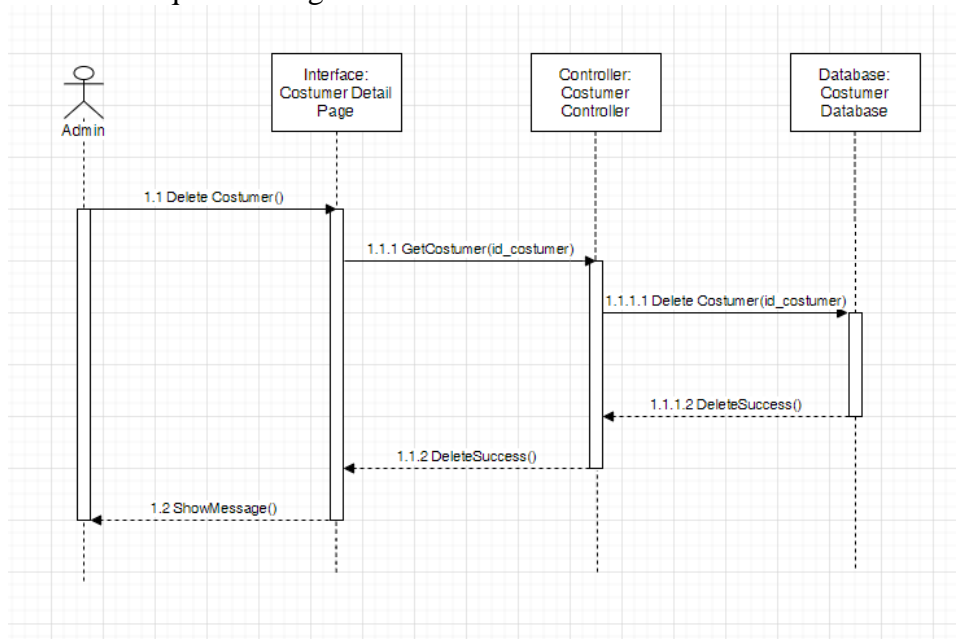 Interface:
Costumer Detail
Page
Controller:
Costumer
Controller
Database:
Costumer
Database
Admin
1.1 Delete Costumer()
1.1.1 GetCostumer(id_costumer)
1.1.1.1 Delete Costumer(id_costumer)
1.1.1.2 DeleteSuccess()
1.1.2 DeleteSuccess()
1.2 ShowMessage()